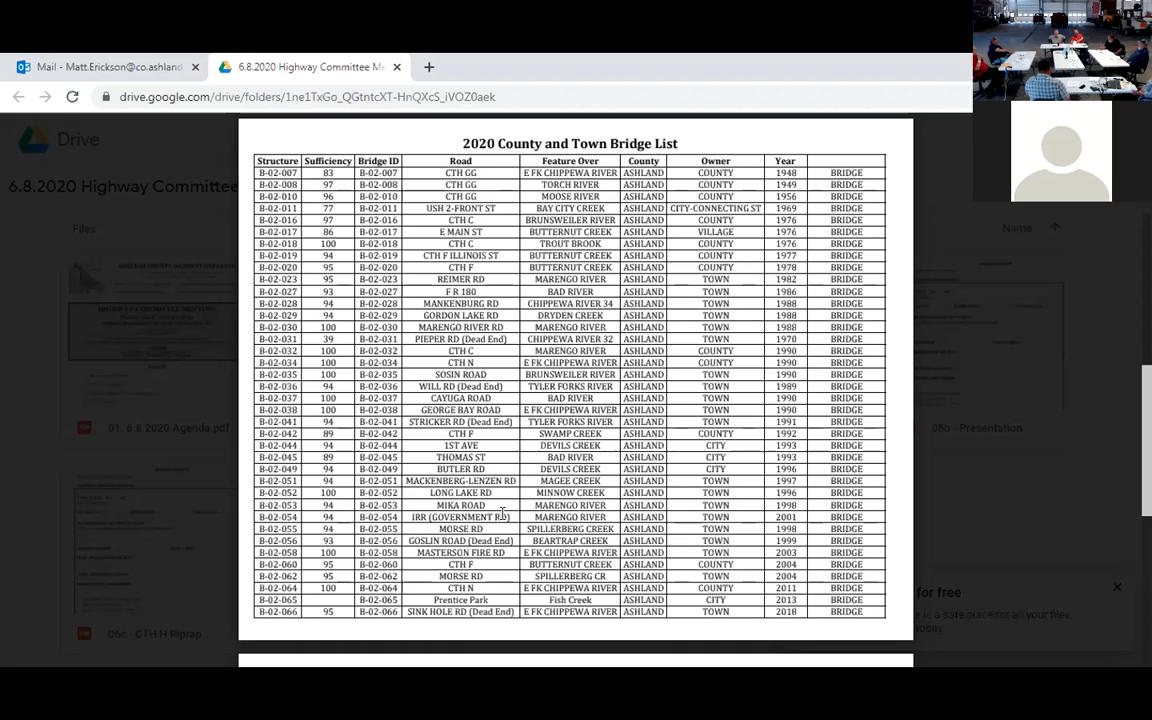 Mail - Matt.Erickson@co.ashland
6.8.2020 Highway Committee Me
drive.google.com/drive/folders/1ne1TxGo_QGtntcXT-HnQXcS_iVOZ0aek
Drive
6.8.2020 Highway Committee
Files
Name
2020 County and Town Bridge List
Structure Sufficiency Bridge ID Road Feature Over County Owner Year
B-02-007 83 B-02-007 CTH GG E FK CHIPPEWA RIVER ASHLAND COUNTY 1948 BRIDGE
B-02-008 97 B-02-008 CTH GG TORCH RIVER ASHLAND COUNTY 1949 BRIDGE
B-02-010 96 B-02-010 CTH GG MOOSE RIVER ASHLAND COUNTY 1956 BRIDGE
B-02-011 77 B-02-011 USH 2-FRONT ST BAY CITY CREEK ASHLAND CITY-CONNECTING ST 1969 BRIDGE
B-02-016 97 B-02-016 CTH C BRUNSWEILER RIVER ASHLAND COUNTY 1976 BRIDGE
B-02-017 86 B-02-017 E MAIN ST BUTTERNUT CREEK ASHLAND VILLAGE 1976 BRIDGE
B-02-018 100 B-02-018 CTH C TROUT BROOK ASHLAND COUNTY 1976 BRIDGE
B-02-019 94 B-02-019 CTH F ILLINOIS ST BUTTERNUT CREEK ASHLAND COUNTY 1977 BRIDGE
B-02-020 95 B-02-020 CTH F BUTTERNUT CREEK ASHLAND COUNTY 1978 BRIDGE
B-02-023 95 B-02-023 REIMER RD MARENGO RIVER ASHLAND TOWN 1982 BRIDGE
B-02-027 93 B-02-027 F R 180 BAD RIVER ASHLAND TOWN 1986 BRIDGE
B-02-028 94 B-02-028 MANKENBURG RD CHIPPEWA RIVER 34 ASHLAND TOWN 1988 BRIDGE
B-02-029 94 B-02-029 GORDON LAKE RD DRYDEN CREEK ASHLAND TOWN 1988 BRIDGE
B-02-030 100 B-02-030 MARENGO RIVER RD MARENGO RIVER ASHLAND TOWN 1988 BRIDGE
B-02-031 39 B-02-031 PIEPER RD (Dead End) CHIPPEWA RIVER 32 ASHLAND TOWN 1970 BRIDGE
B-02-032 100 B-02-032 CTH C MARENGO RIVER ASHLAND COUNTY 1990 BRIDGE
B-02-034 100 B-02-034 CTH N E FK CHIPPEWA RIVER ASHLAND COUNTY 1990 BRIDGE
B-02-035 100 B-02-035 SOSIN ROAD BRUNSWEILER RIVER ASHLAND TOWN 1990 BRIDGE
B-02-036 94 B-02-036 WILL RD (Dead End) TYLER FORKS RIVER ASHLAND TOWN 1989 BRIDGE
B-02-037 100 B-02-037 CAYUGA ROAD BAD RIVER ASHLAND TOWN 1990 BRIDGE
B-02-038 100 B-02-038 GEORGE BAY ROAD E FK CHIPPEWA RIVER ASHLAND TOWN 1990 BRIDGE
B-02-041 94 B-02-041 STRICKER RD (Dead End) TYLER FORKS RIVER ASHLAND TOWN 1991 BRIDGE
B-02-042 89 B-02-042 CTH F SWAMP CREEK ASHLAND COUNTY 1992 BRIDGE
B-02-044 94 B-02-044 1ST AVE DEVILS CREEK ASHLAND CITY 1993 BRIDGE
B-02-045 89 B-02-045 THOMAS ST BAD RIVER ASHLAND CITY 1993 BRIDGE
B-02-049 94 B-02-049 BUTLER RD DEVILS CREEK ASHLAND CITY 1996 BRIDGE
B-02-051 94 B-02-051 MACKENBERG-LENZEN RD MAGEE CREEK ASHLAND TOWN 1997 BRIDGE
B-02-052 100 B-02-052 LONG LAKE RD MINNOW CREEK ASHLAND TOWN 1996 BRIDGE
B-02-053 94 B-02-053 MIKA ROAD MARENGO RIVER ASHLAND TOWN 1998 BRIDGE
B-02-054 94 B-02-054 IRR (GOVERNMENT RD) MARENGO RIVER ASHLAND TOWN 2001 BRIDGE
B-02-055 94 B-02-055 MORSE RD SPILLERBERG CREEK ASHLAND TOWN 1998 BRIDGE
B-02-056 93 B-02-056 GOSLIN ROAD (Dead End) BEARTRAP CREEK ASHLAND TOWN 1999 BRIDGE
B-02-058 100 B-02-058 MASTERSON FIRE RD E FK CHIPPEWA RIVER ASHLAND TOWN 2003 BRIDGE
B-02-060 95 B-02-060 CTH F BUTTERNUT CREEK ASHLAND COUNTY 2004 BRIDGE
B-02-062 95 B-02-062 MORSE RD SPILLERBERG CR ASHLAND TOWN 2004 BRIDGE
B-02-064 100 B-02-064 CTH N E FK CHIPPEWA RIVER ASHLAND COUNTY 2011 BRIDGE
B-02-065 B-02-065 Prentice Park Fish Creek ASHLAND CITY 2013 BRIDGE
B-02-066 95 B-02-066 SINK HOLE RD (Dead End) E FK CHIPPEWA RIVER ASHLAND TOWN 2018 BRIDGE
HIGHWAY COMMITTEE MEETING
01. 6.8.2020 Agenda.pdf
06b - Presentation
06c - CTH H Riprap
for free
is a safe place for all your files.
today